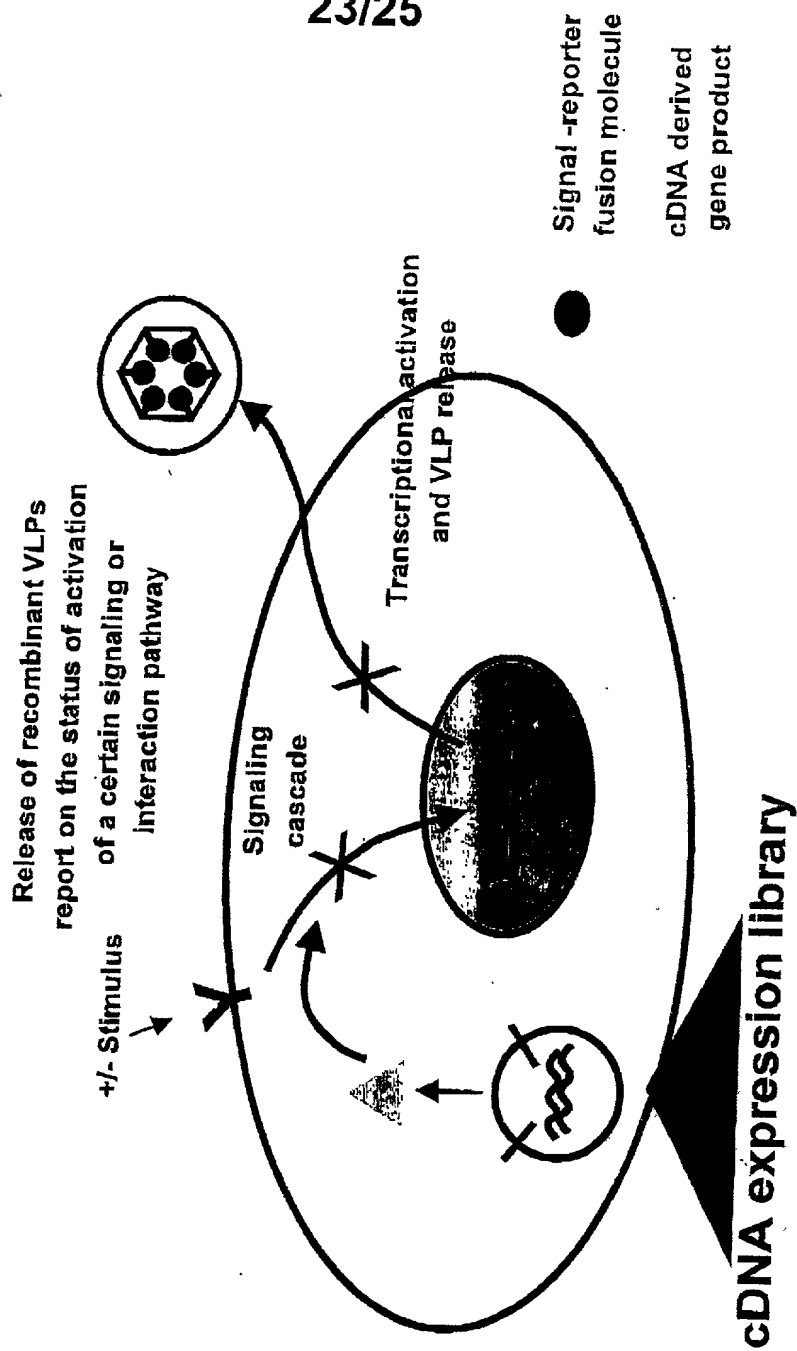 23/25
Release of recombinant VLPs
report on the status of activation
of a certain signaling or
interaction pathway
+/- Stimulus
Signaling
cascade
Transcriptional activation
and VLP release
Signal -reporter
fusion molecule
cDNA derived
gene product
cDNA expression library